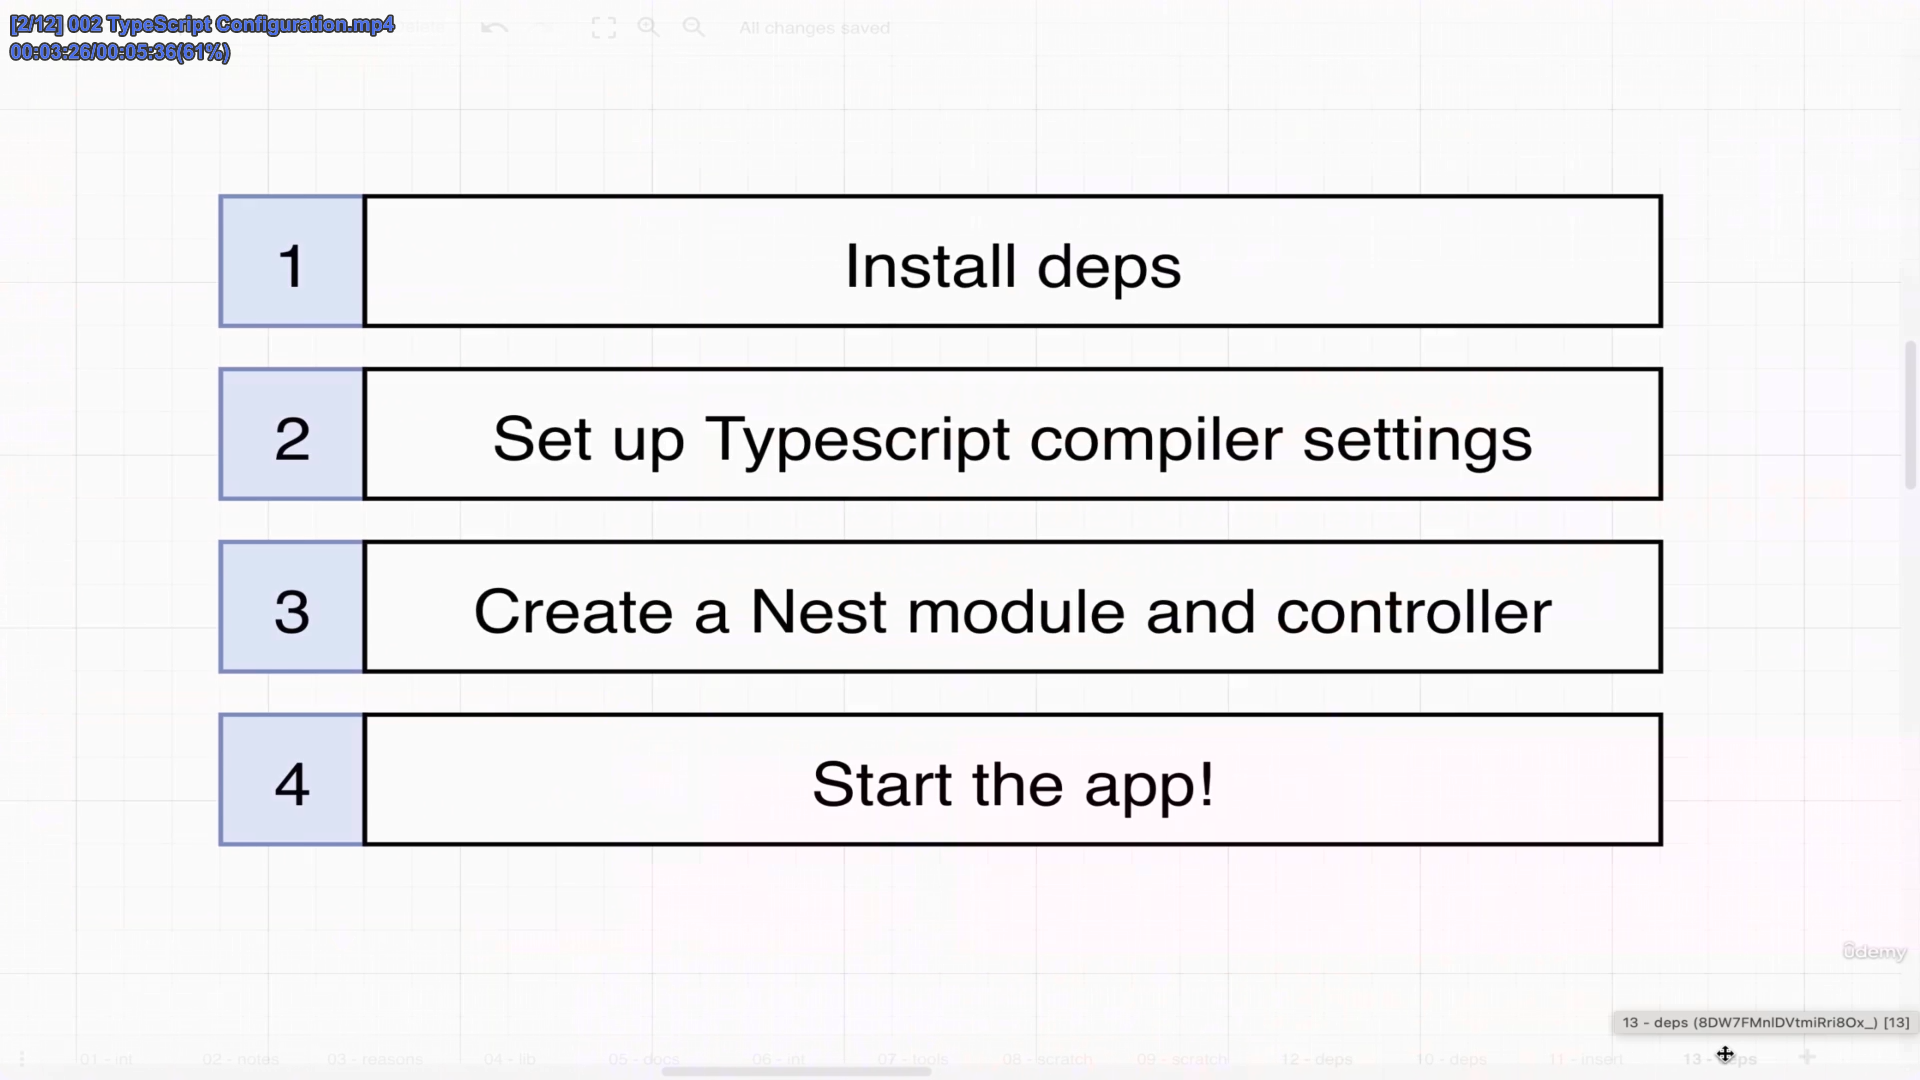 [2/12] 002 TypeScript Configuration.mp4
00:03:26/00:05:36(61%)
All changes saved
1
Install deps
2
Set up Typescript compiler settings
3
Create a Nest module and controller
4
Start the app!
ûdemy
13 - deps (8DW7FMnlDVtmiRri8Ox_) [13]
01 - int
02 - notes
03 - reasons
04 - lib
05 - docs
06 - int
07 - tools
08 - scratch
09 - scratch
12 - deps
10 - deps
11 - insert
13 - deps